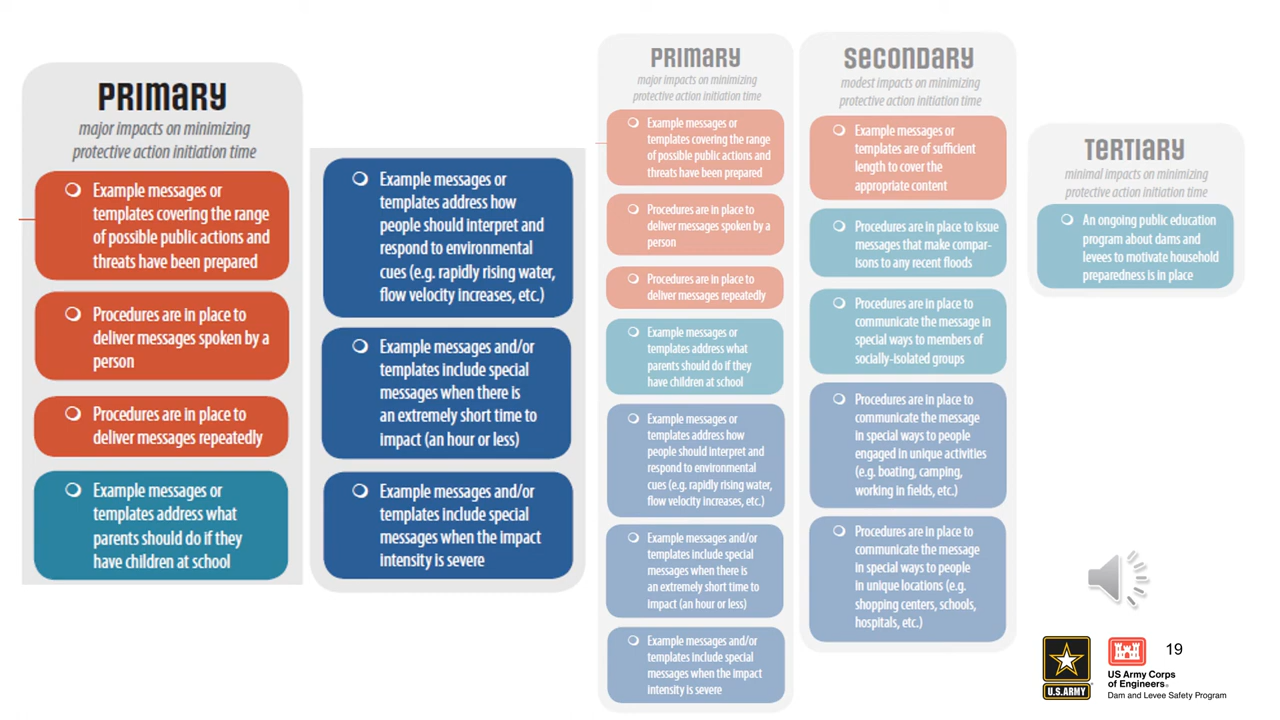 PRIMARY
major impacts on minimizing
protective action initiation time
Example messages or
templates covering the range
of possible public actions and
threats have been prepared
Procedures are in place to
deliver messages spoken by a
person
Procedures are in place to
deliver messages repeatedly
Example messages or
templates address what
parents should do if they
have children at school
Example messages or
templates address how
people should interpret and
respond to environmental
cues (e.g. rapidly rising water,
flow velocity increases, etc.)
Example messages and/or
templates include special
messages when there is
an extremely short time to
impact (an hour or less)
Example messages and/or
templates include special
messages when the impact
intensity is severe
PRIMARY
major impacts on minimizing
protective action initiation time
Example messages or
templates covering the range
of possible public actions and
threats have been prepared
Procedures are in place to
deliver messages spoken by a
person
Procedures are in place to
deliver messages repeatedly
Example messages or
templates address what
parents should do if they
have children at school
Example messages or
templates address how
people should interpret and
respond to environmental
cues (e.g. rapidly rising water,
flow velocity increases, etc.)
Example messages and/or
templates include special
messages when there is
an extremely short time to
impact (an hour or less)
Example messages and/or
templates include special
messages when the impact
intensity is severe
SECONDARY
modest impacts on minimizing
protective action initiation time
Example messages or
templates are of sufficient
length to cover the
appropriate content
Procedures are in place to issue
messages that make compar-
isons to any recent floods
Procedures are in place to
communicate the message in
special ways to members of
socially-isolated groups
Procedures are in place to
communicate the message
in special ways to people
engaged in unique activities
(e.g. boating, camping,
working in fields, etc.)
Procedures are in place to
communicate the message
in special ways to people
in unique locations (e.g.
shopping centers, schools,
hospitals, etc.)
TERTIARY
minimal impacts on minimizing
protective action initiation time
An ongoing public education
program about dams and
levees to motivate household
preparedness is in place
U.S. ARMY
US Army Corps
of Engineers®
Dam and Levee Safety Program
19